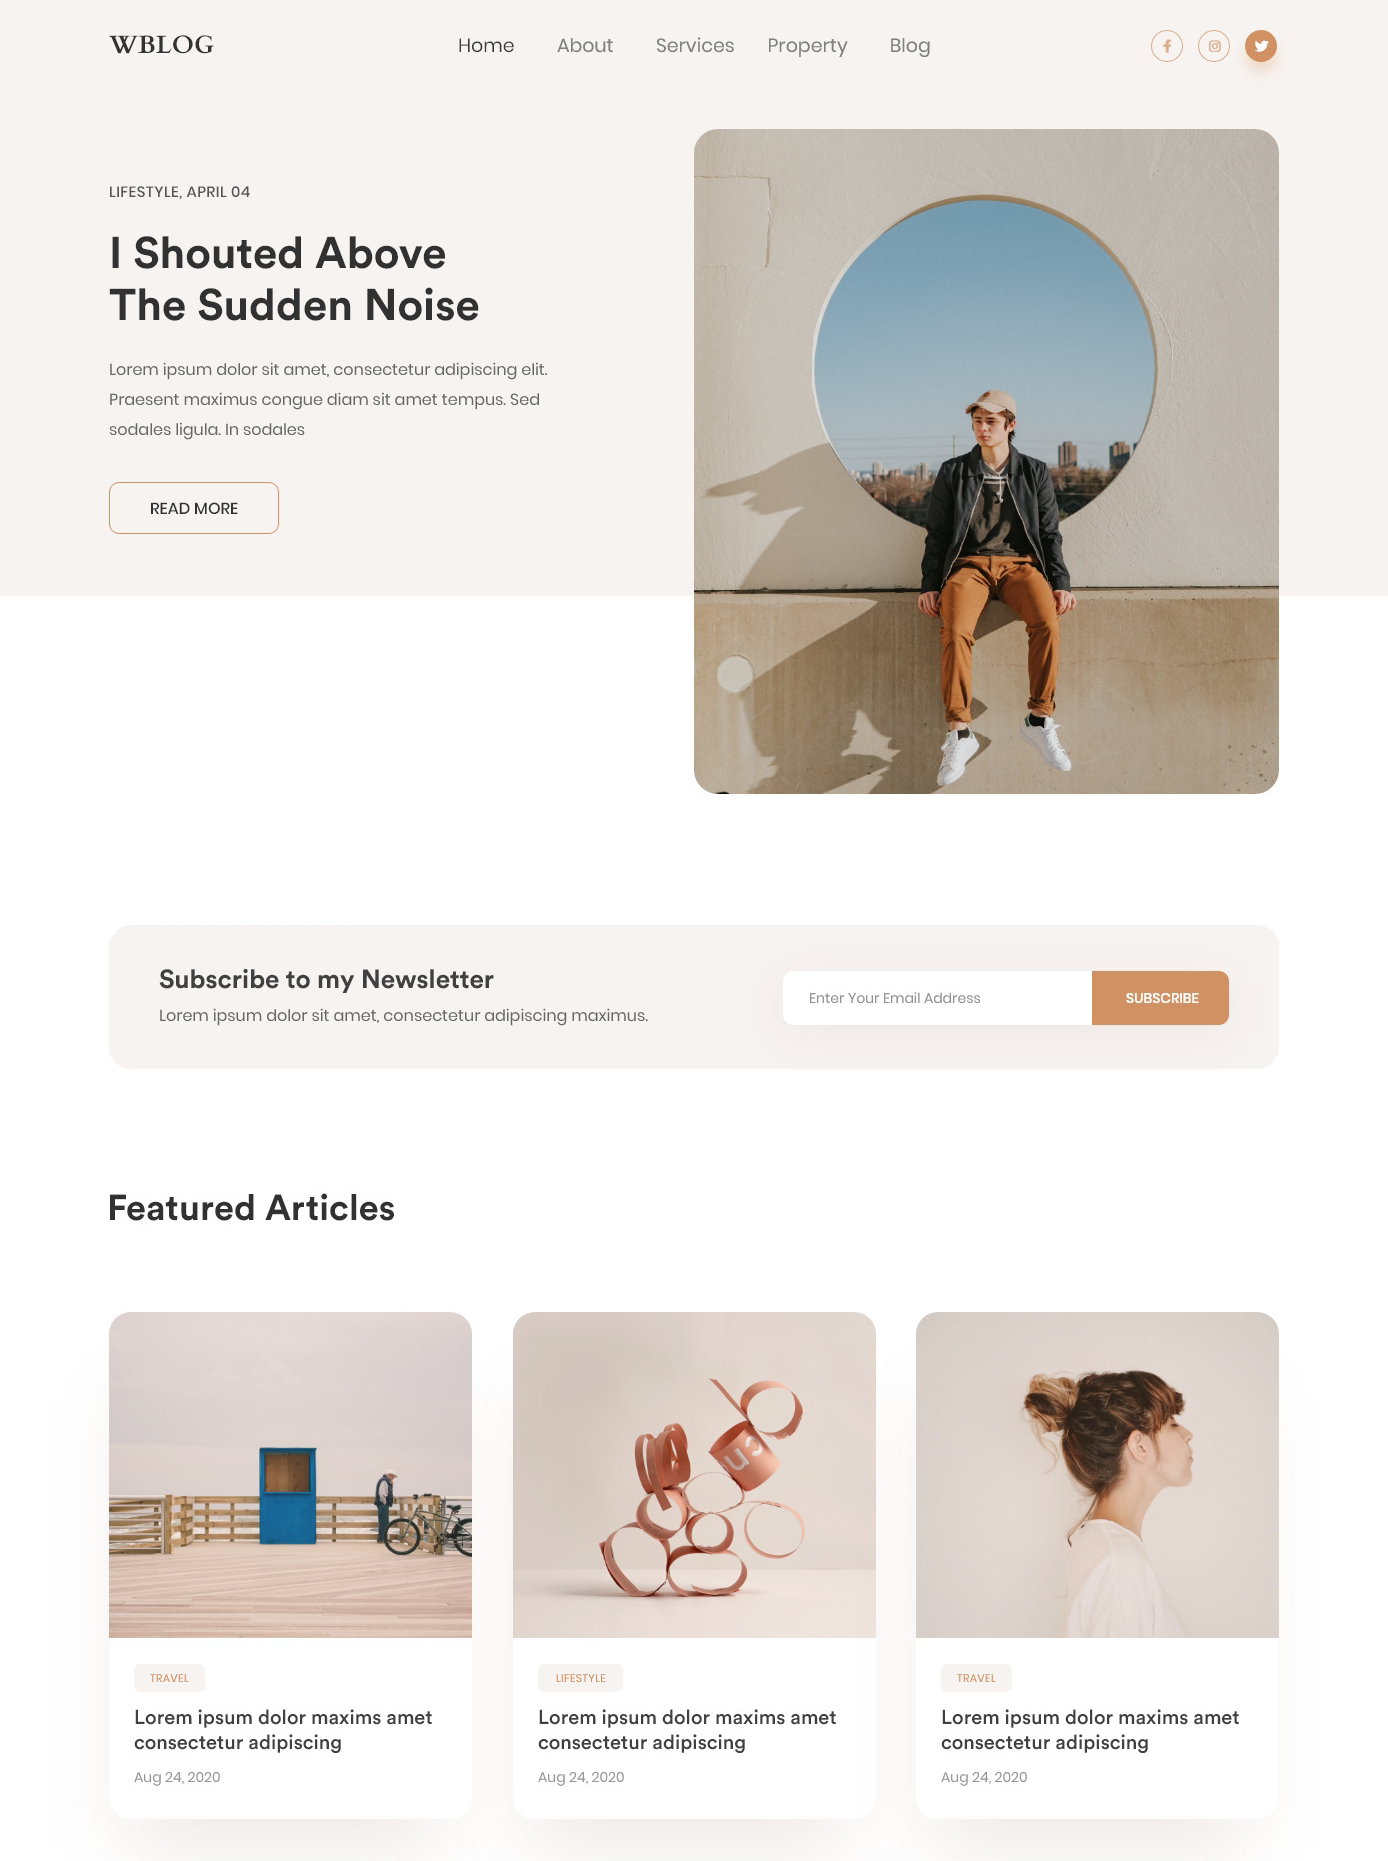 WBLOG
Home About Services Property Blog
LIFESTYLE, APRIL 04
I Shouted Above
The Sudden Noise
Lorem ipsum dolor sit amet, consectetur adipiscing elit.
Praesent maximus congue diam sit amet tempus. Sed
sodales ligula. In sodales
READ MORE
Subscribe to my Newsletter
Lorem ipsum dolor sit amet, consectetur adipiscing maximus.
Enter Your Email Address
SUBSCRIBE
Featured Articles
TRAVEL
Lorem ipsum dolor maxims amet
consectetur adipiscing
Aug 24, 2020
LIFESTYLE
Lorem ipsum dolor maxims amet
consectetur adipiscing
Aug 24, 2020
TRAVEL
Lorem ipsum dolor maxims amet
consectetur adipiscing
Aug 24, 2020